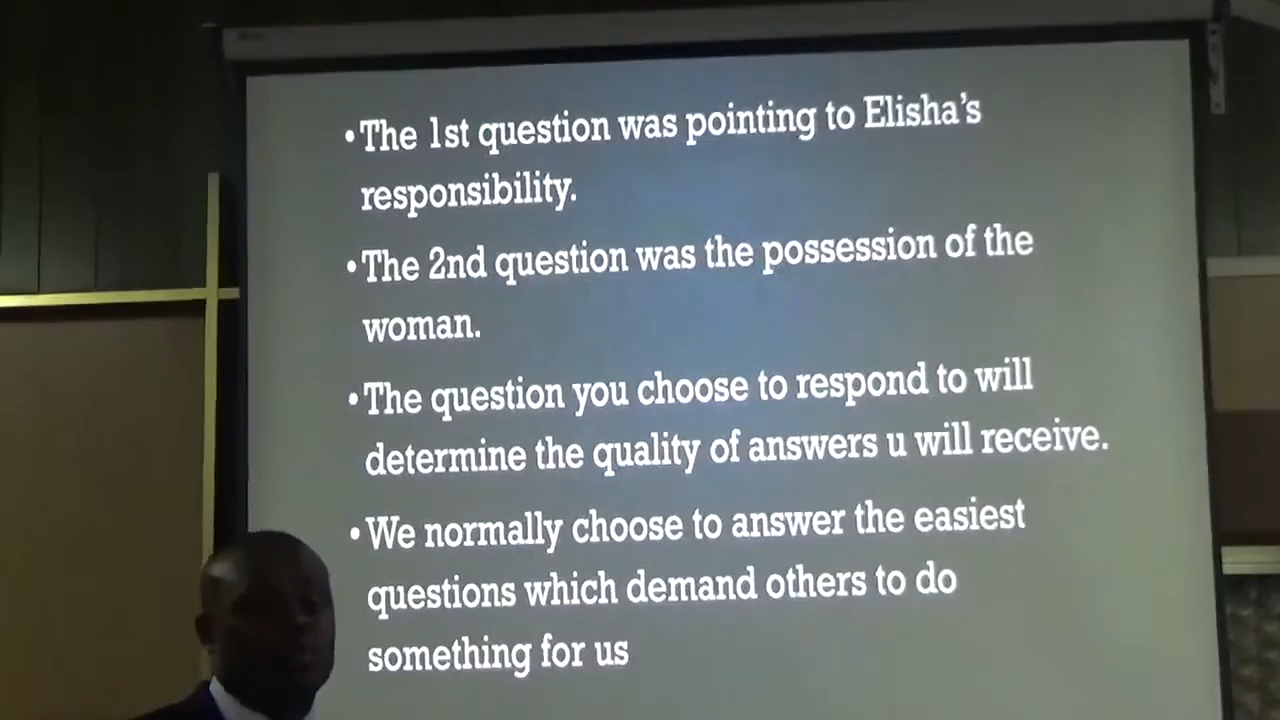 •The 1st question was pointing to Elisha's
responsibility.
•The 2nd question was the possession of the
woman.
•The question you choose to respond to will
determine the quality of answers u will receive.
•We normally choose to answer the easiest
questions which demand others to do
something for us